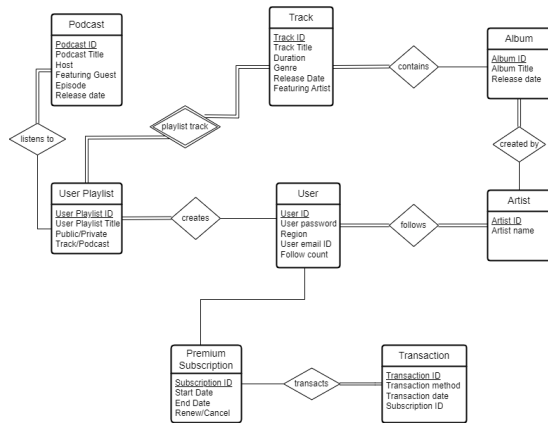 Podcast
Podcast ID
Podcast Title
Host
Featuring Guest
Episode
Release date
Track
Track ID
Track Title
Duration
Genre
Release Date
Featuring Artist
contains
Album
Album ID
Album Title
Release date
listens to
playlist track
created by
User Playlist
User Playlist ID
User Playlist Title
Public/Private
Track/Podcast
creates
User
User ID
User password
Region
User email ID
Follow count
follows
Artist
Artist ID
Artist name
Premium
Subscription
Subscription ID
Start Date
End Date
Renew/Cancel
transacts
Transaction
Transaction ID
Transaction method
Transaction date
Subscription ID